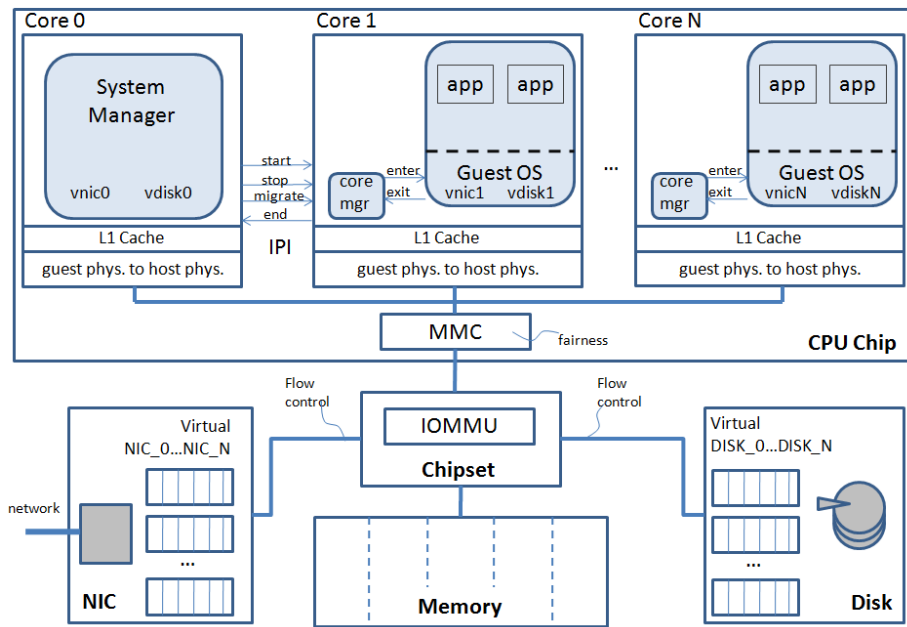 Core 0
Core 1
Core N
System
Manager
vnic0 vdisk0
start
stop
migrate
end
IPI
app app
enter
exit
core
mgr
Guest OS
vnic1 vdisk1
...
app app
enter
exit
core
mgr
Guest OS
vnicN vdiskN
L1 Cache
L1 Cache
L1 Cache
guest phys. to host phys.
guest phys. to host phys.
guest phys. to host phys.
MMC
fairness
CPU Chip
Flow
control
Flow
control
IOMMU
Chipset
Virtual
NIC_0...NIC_N
network
...
NIC
Memory
Virtual
DISK_0...DISK_N
...
Disk